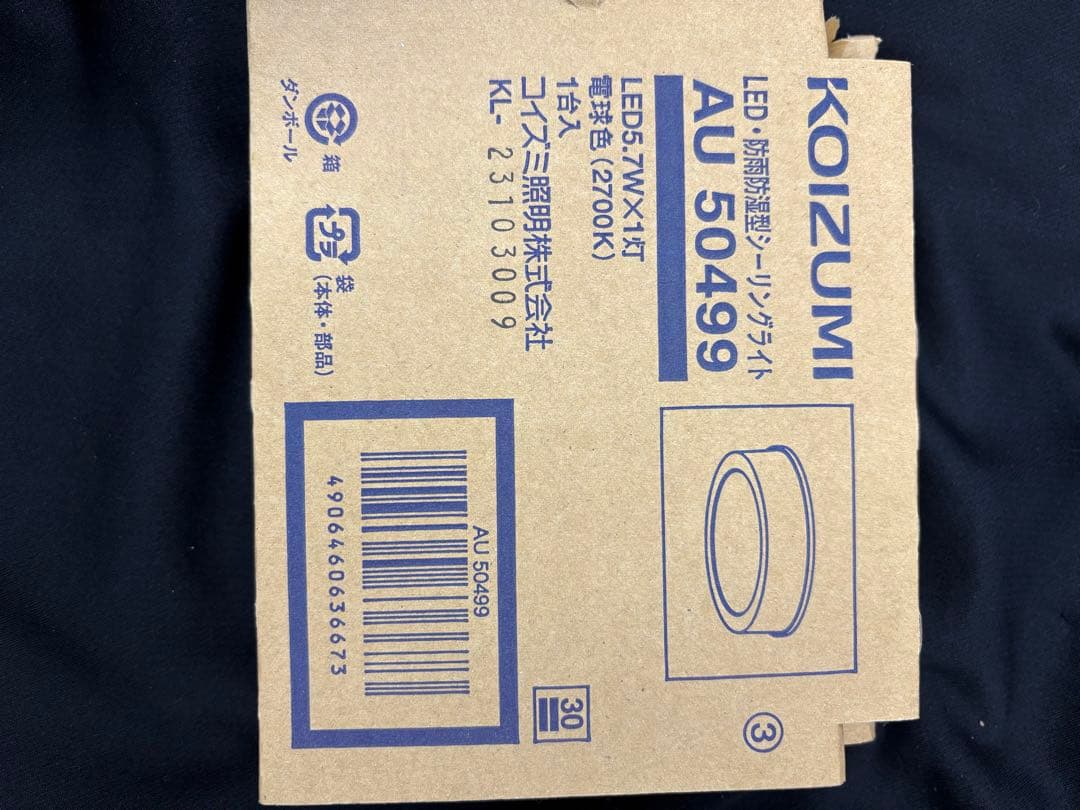 KOIZUMI
LED・防雨防湿型シーリングライト
AU 50499
LED5.7W×1灯
電球色(2700K)
1台入
コイズミ照明株式会社
KL- 23103009
箱
ダンボール
プラ
袋
(本体・部品)
③
30
AU 50499
4906460636673